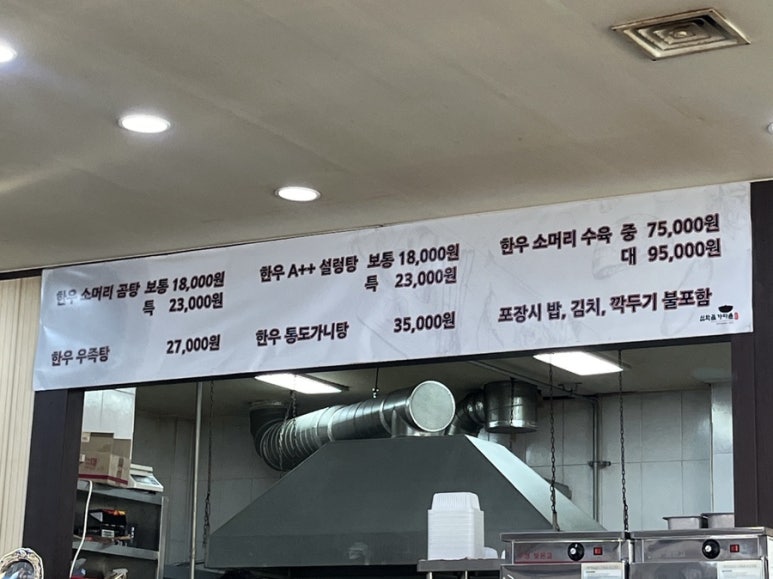 한우 소머리 곰탕 보통 18,000원
특 23,000원
한우 우족탕 27,000원
한우 A++ 설렁탕 보통 18,000원
특 23,000원
한우 통도가니탕 35,000원
한우 소머리 수육 중 75,000원
대 95,000원
포장시 밥, 김치, 깍두기 불포함